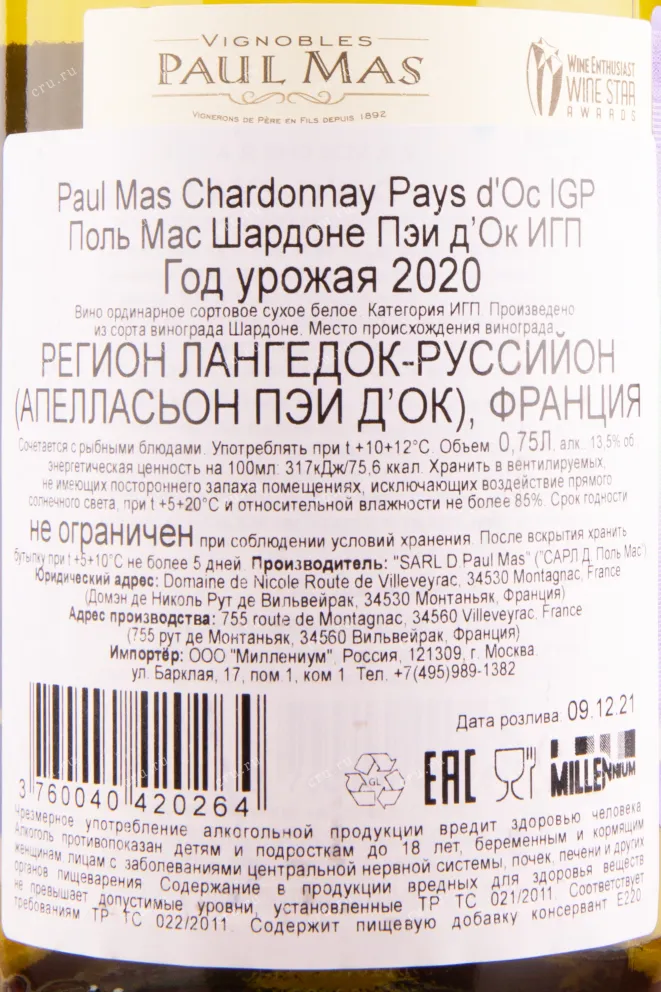 VIGNOBLES
PAUL MAS
VIGNERONS DE PÈRE EN FILS DEPUIS 1892
WINE ENTHUSIAST
WINE STAR
AWARDS
Paul Mas Chardonnay Pays d'Oc IGP
Поль Мас Шардоне Пэи д'Ок ИГП
Год урожая 2020
Вино ординарное сортовое сухое белое. Категория ИГП. Произведено
из сорта винограда Шардоне. Место происхождения винограда
РЕГИОН ЛАНГЕДОК-РУССИЙОН
(АПЕЛЛАСЬОН ПЭИ Д'ОК), ФРАНЦИЯ
Сочетается с рыбными блюдами. Употреблять при t +10+12°С. Объем 0,75Л. алк. 13,5% об.
энергетическая ценность на 100мл: 317кДж/75,6 ккал. Хранить в вентилируемых,
не имеющих постороннего запаха помещениях, исключающих воздействие прямого
солнечного света, при t +5+20°С и относительной влажности не более 85%. Срок годности
не ограничен при соблюдении условий хранения. После вскрытия хранить
бутылку при t +5+10°С не более 5 дней. Производитель: "SARL D Paul Mas" ("САРЛ Д Поль Мас")
Юридический адрес: Domaine de Nicole Route de Villeveyrac, 34530 Montagnac, France
(Домэн де Николь Рут де Вильвейрак, 34530 Монтаньяк, Франция)
Адрес производства: 755 route de Montagnac, 34560 Villeveyrac, France
(755 рут де Монтаньяк, 34560 Вильвейрак, Франция)
Импортёр: ООО "Миллениум". Россия, 121309, г. Москва
ул. Барклая, 17, пом 1, ком 1. Тел. +7(495)989-1382
Дата розлива: 09.12.21
3 760040 420264
GL
EAC
MILLENNIUM
Чрезмерное употребление алкогольной продукции вредит здоровью человека
Алкоголь противопоказан детям и подросткам до 18 лет, беременным и кормящим
женщинам, лицам с заболеваниями центральной нервной системы, почек, печени и других
органов пищеварения. Содержание в продукции вредных для здоровья веществ
не превышает допустимые уровни, установленные ТР ТС 021/2011. Соответствует
требованиям ТР ТС 022/2011. Содержит пищевую добавку консервант Е220
cru.ru